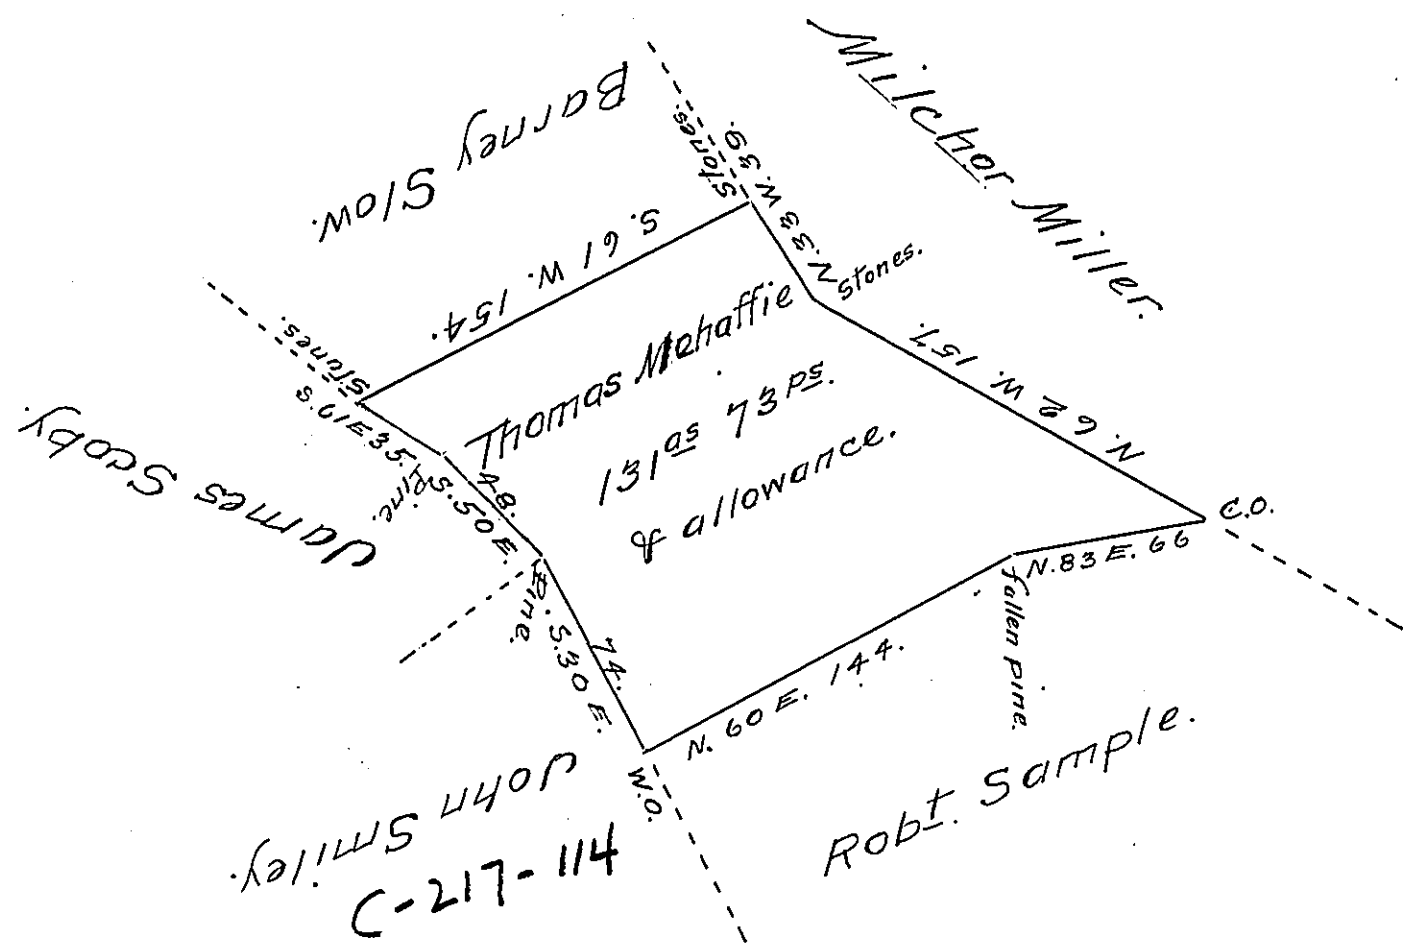 Barney Slow.
Milchor Miller.
Stones.
N. 33 W. 39.
Stones.
S. 61 W. 154.
N. 62 W. 157.
Stones.
S. 61 E 35.
Pine.
S. 50 E.
48.
James Scoby.
Thomas Mehaffie
131as 73ps.
& allowance.
C.O.
N. 83 E. 66
fallen pine.
Pine.
S. 30 E.
74.
N. 60 E. 144.
W.O.
John Smiley.
Robt. Sample.
C-217-114